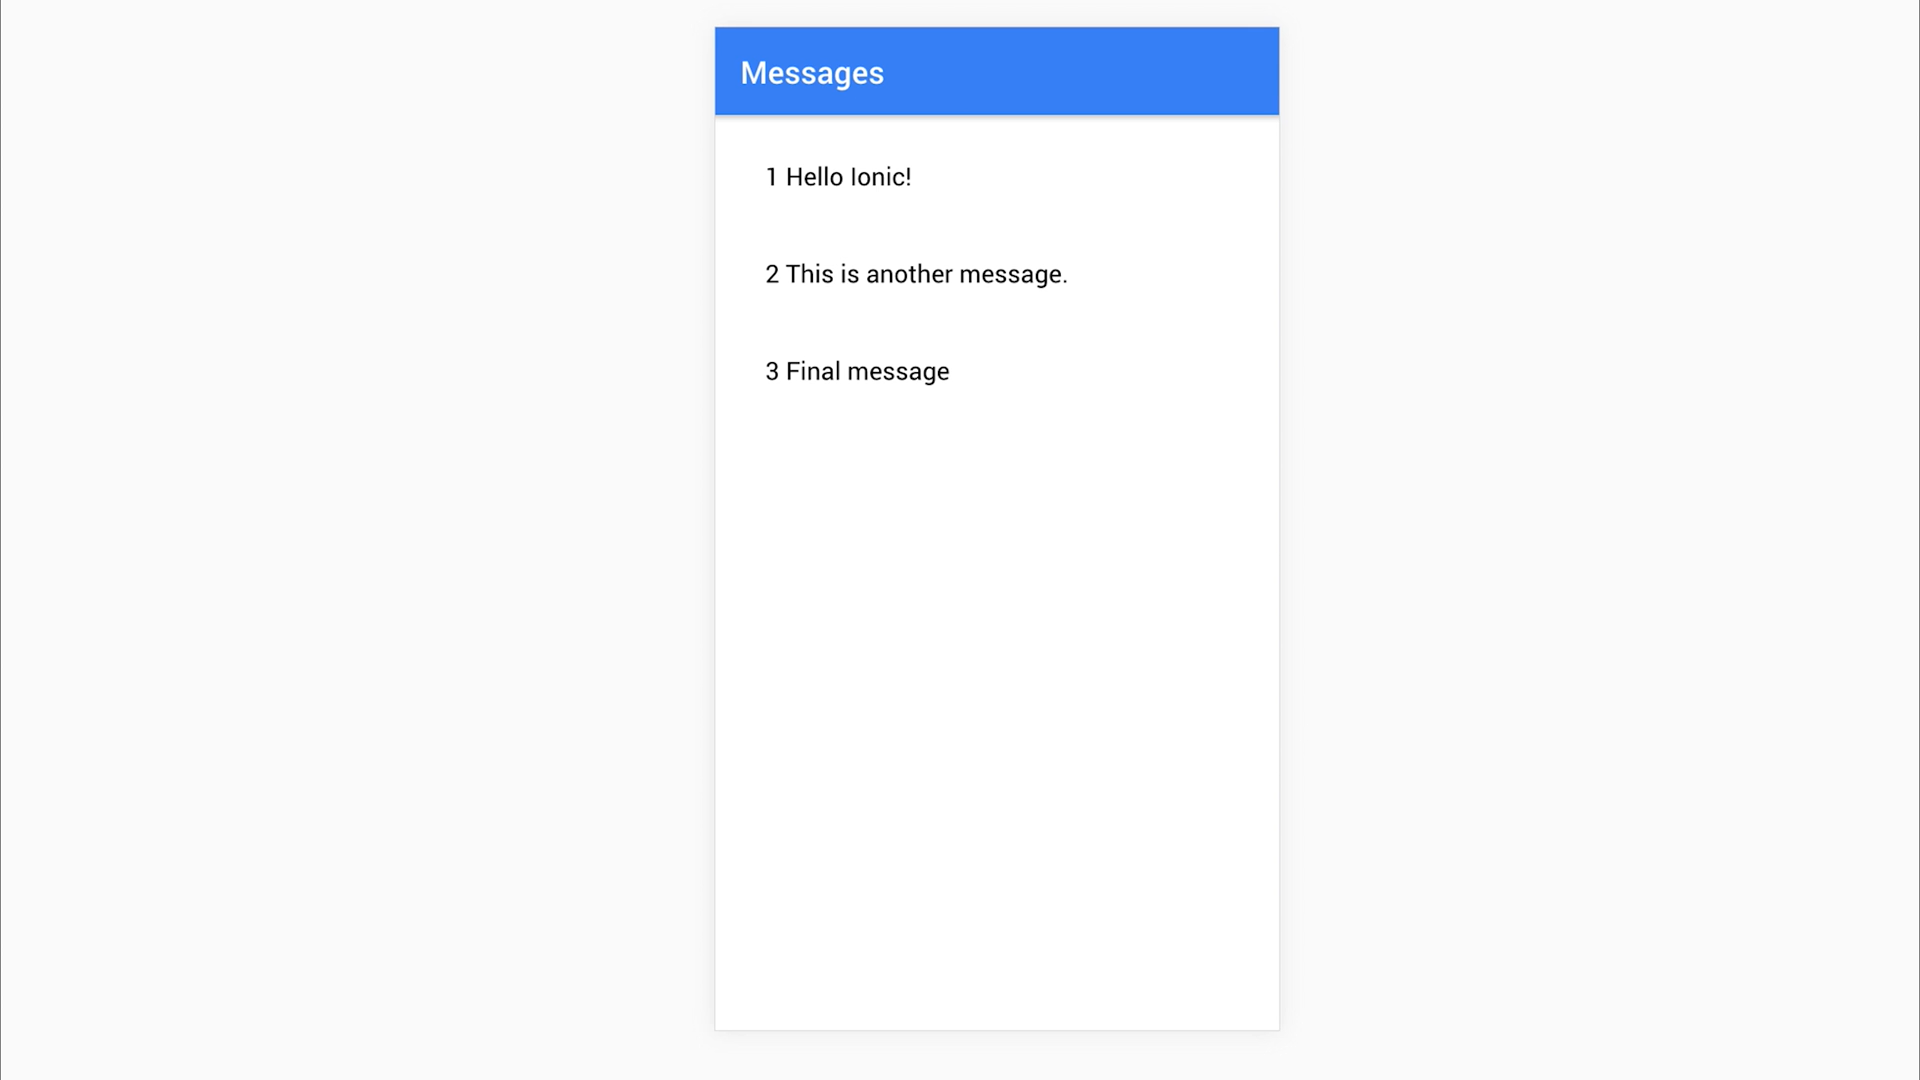 Messages
1 Hello Ionic!
2 This is another message.
3 Final message